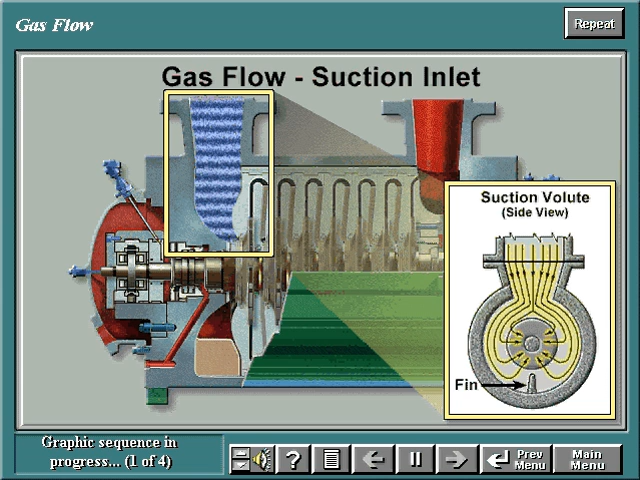 Gas Flow
Repeat
Gas Flow - Suction Inlet
Suction Volute
(Side View)
Fin
Graphic sequence in
progress... (1 of 4)
?
Prev
Menu
Main
Menu